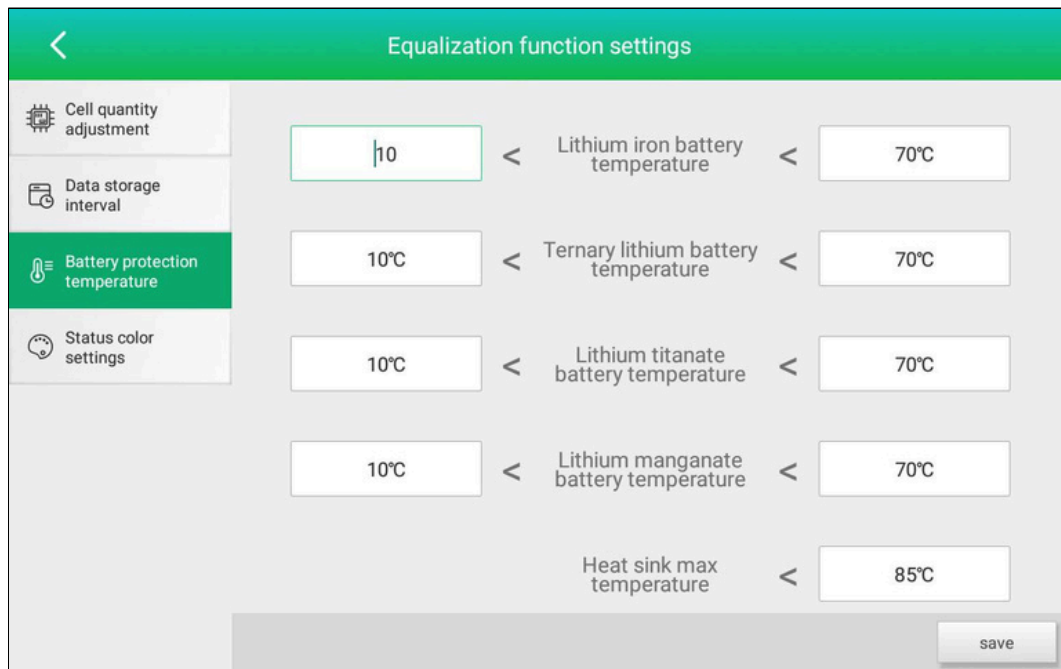 Equalization function settings
Cell quantity
adjustment
Data storage
interval
Battery protection
temperature
Status color
settings
10 < Lithium iron battery
temperature < 70℃
10℃ < Ternary lithium battery
temperature < 70℃
10℃ < Lithium titanate
battery temperature < 70℃
10℃ < Lithium manganate
battery temperature < 70℃
Heat sink max
temperature < 85℃
save